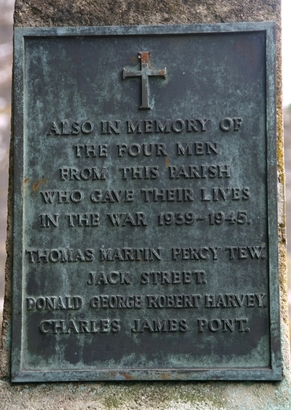 ALSO IN MEMORY OF
THE FOUR MEN
FROM THIS PARISH
WHO GAVE THEIR LIVES
IN THE WAR 1939-1945.
THOMAS MARTIN PERCY TEW.
JACK STREET.
DONALD GEORGE ROBERT HARVEY.
CHARLES JAMES PONT.